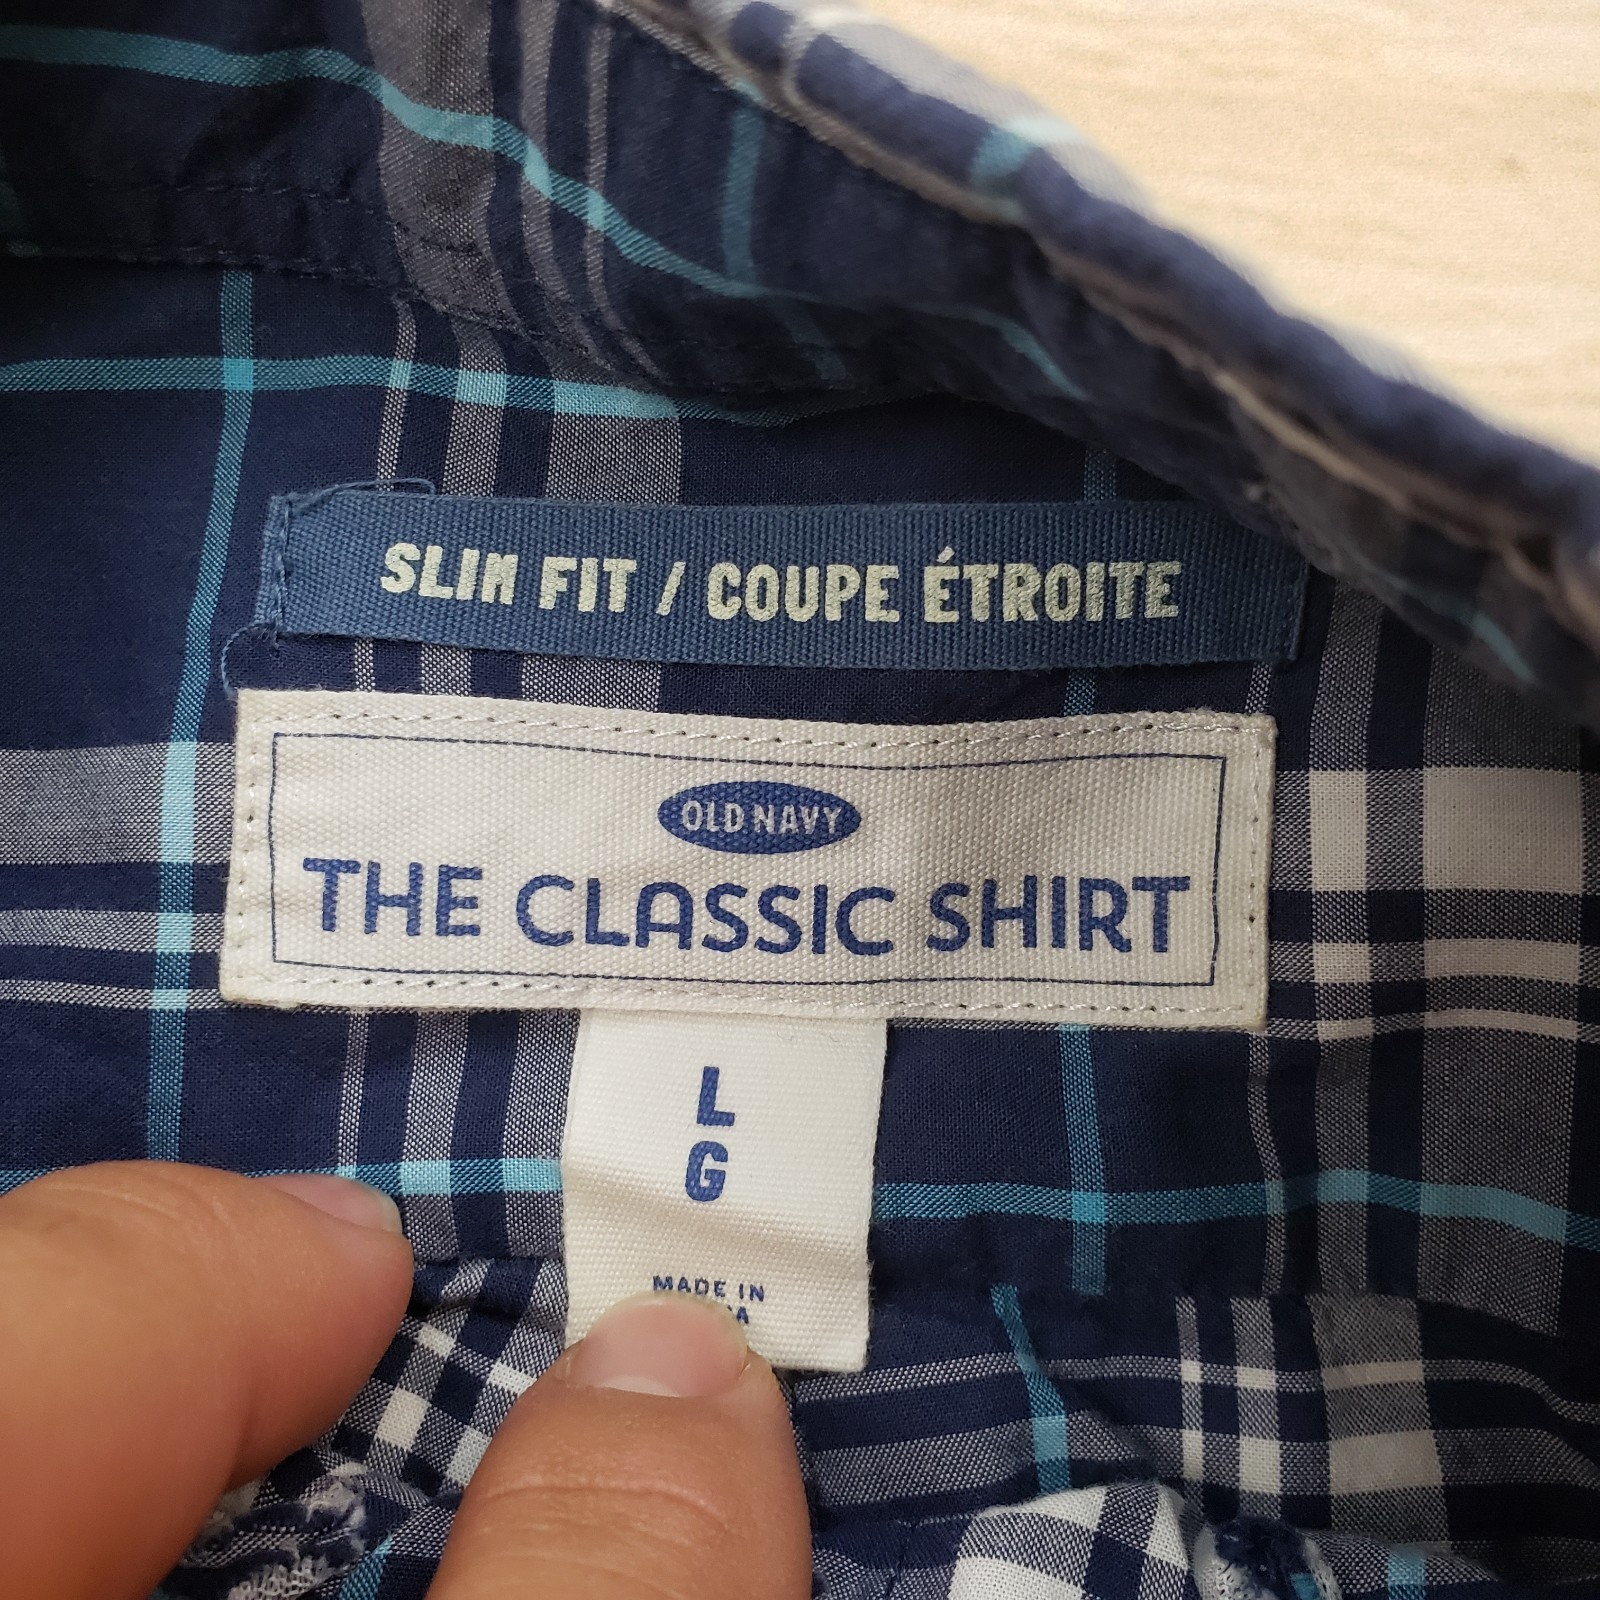 SLIM FIT / COUPE ÉTROITE
OLD NAVY
THE CLASSIC SHIRT
L
G
MADE IN